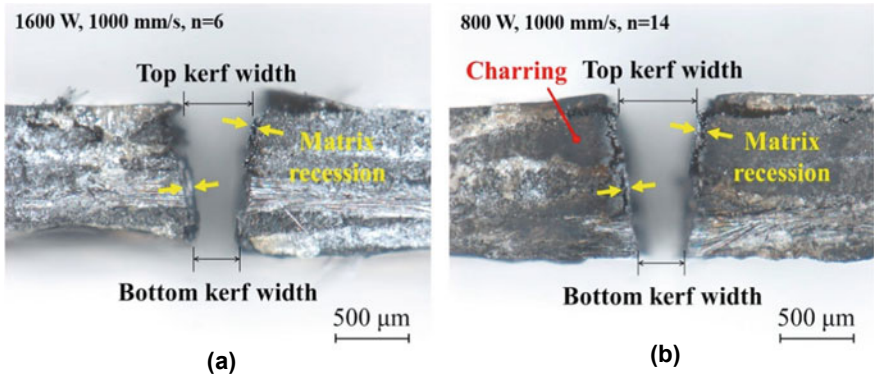 1600 W, 1000 mm/s, n=6
Top kerf width
Matrix
recession
Bottom kerf width
500 μm
(a)
800 W, 1000 mm/s, n=14
Charring
Top kerf width
Matrix
recession
Bottom kerf width
500 μm
(b)